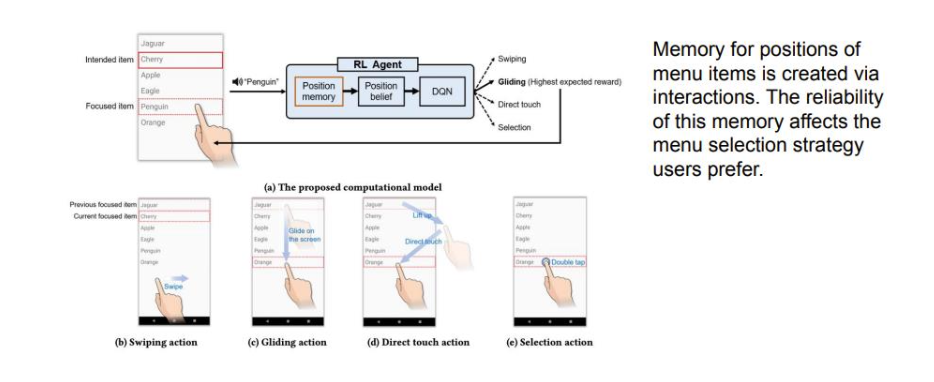 Jaguar
Intended item Cherry
Apple
Eagle
Focused item Penguin
Orange
"Penguin"
RL Agent
Position memory
Position belief
DQN
Swiping
Gliding (Highest expected reward)
Direct touch
Selection
(a) The proposed computational model
Memory for positions of
menu items is created via
interactions. The reliability
of this memory affects the
menu selection strategy
users prefer.
Previous focused item Jaguar
Current focused item Cherry
Apple
Eagle
Penguin
Orange
Swipe
(b) Swiping action
Jaguar
Cherry
Apple
Eagle
Penguin
Orange
Glide on
the screen
(c) Gliding action
Jaguar
Cherry
Apple
Eagle
Penguin
Orange
Lift up
Direct touch
(d) Direct touch action
Jaguar
Cherry
Apple
Eagle
Penguin
Orange
Double tap
(e) Selection action